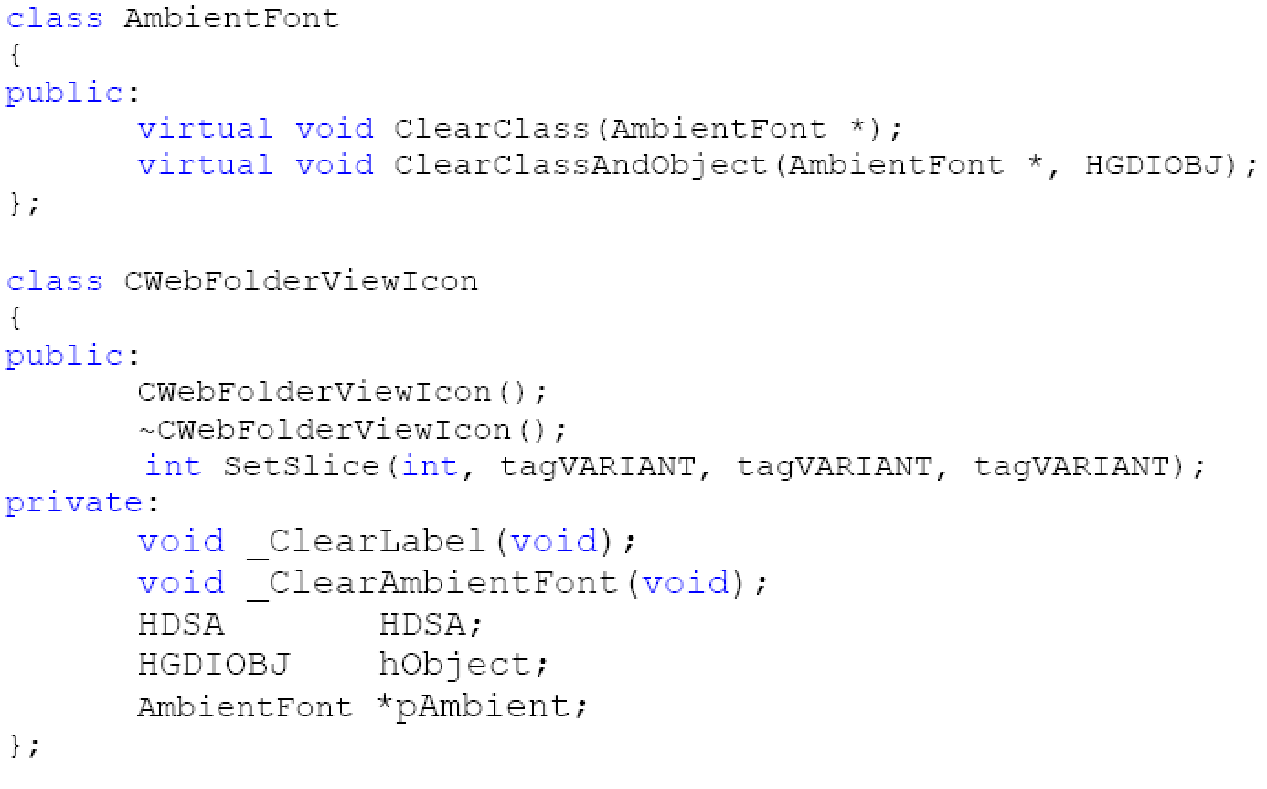 class AmbientFont
{
public:
virtual void ClearClass(AmbientFont *);
virtual void ClearClassAndObject(AmbientFont *, HGDIOBJ);
};
class CWebFolderViewIcon
{
public:
CWebFolderViewIcon();
~CWebFolderViewIcon();
int SetSlice(int, tagVARIANT, tagVARIANT, tagVARIANT);
private:
void _ClearLabel(void);
void _ClearAmbientFont(void);
HDSA HDSA;
HGDIOBJ hObject;
AmbientFont *pAmbient;
};